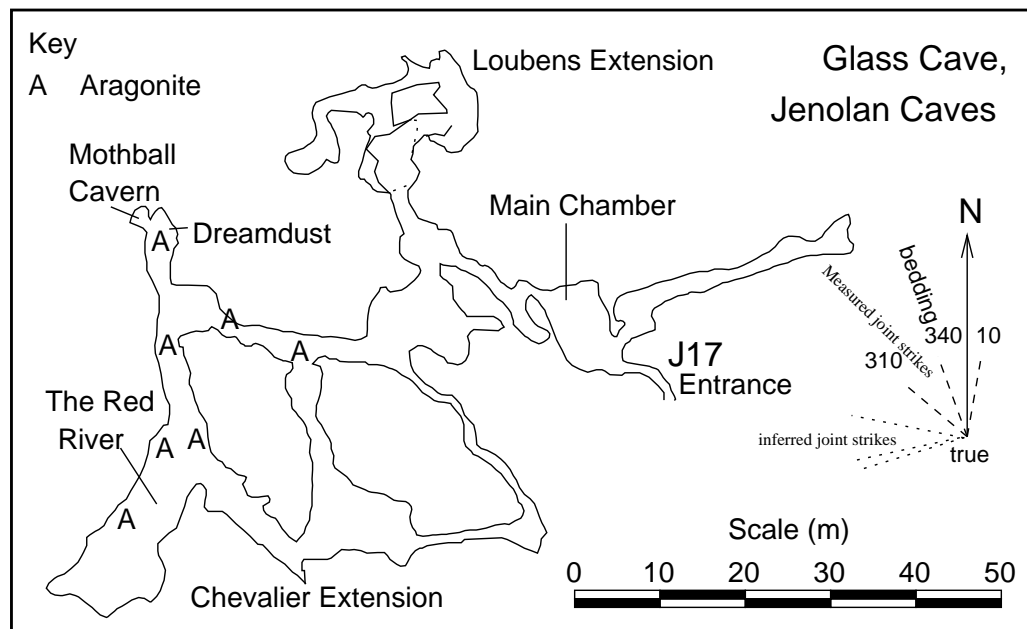 Key
A Aragonite
Loubens Extension
Glass Cave,
Jenolan Caves
Mothball
Cavern
Dreamdust
A
Main Chamber
N
bedding
Measured joint strikes
340
10
310
A
A
A
J17
Entrance
The Red
River
A
A
A
inferred joint strikes
true
Scale (m)
0 10 20 30 40 50
Chevalier Extension